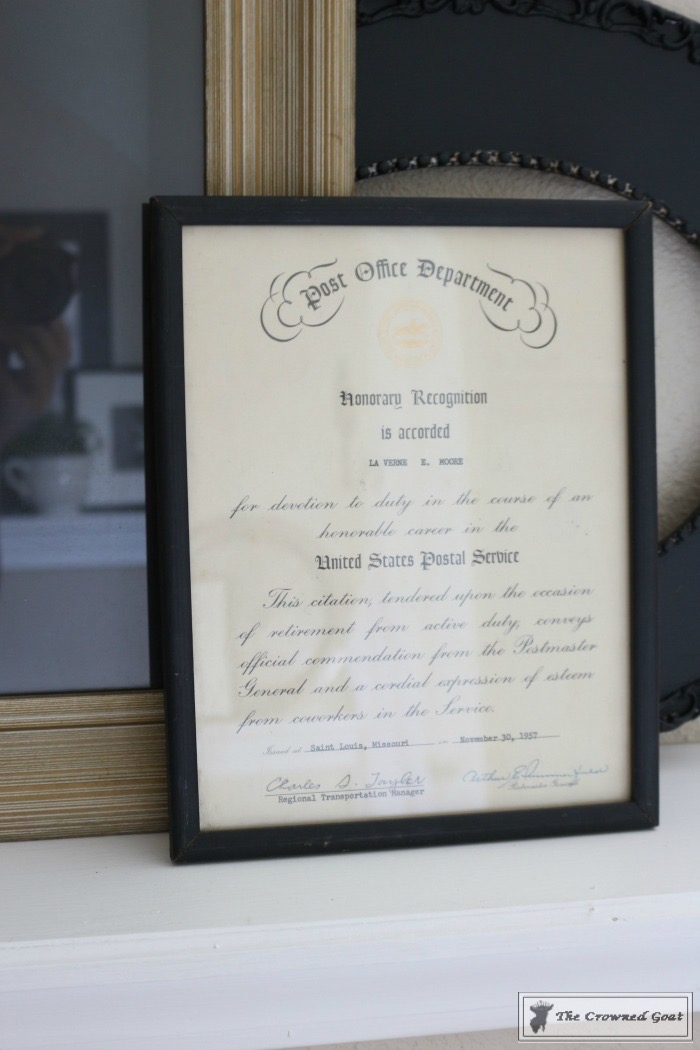 Post Office Department
Honorary Recognition
is accorded
LA VERNE E. MOORE
for devotion to duty in the course of an
honorable career in the
United States Postal Service
This citation, tendered upon the occasion
of retirement from active duty, conveys
official commendation from the Postmaster
General and a cordial expression of esteem
from coworkers in the Service.
Issued at Saint Louis, Missouri on November 30, 1957
Charles S. Taylor Arthur E. Summerfield
Regional Transportation Manager Postmaster General
The Crowned Goat